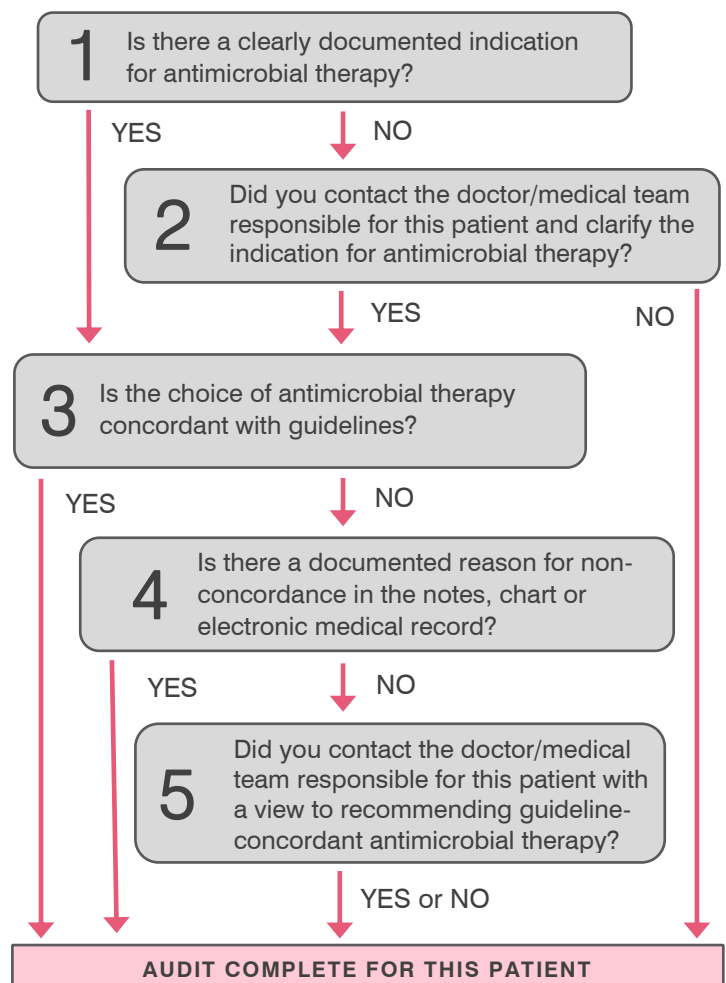 1
Is there a clearly documented indication
for antimicrobial therapy?
YES
NO
2
Did you contact the doctor/medical team
responsible for this patient and clarify the
indication for antimicrobial therapy?
YES
NO
3
Is the choice of antimicrobial therapy
concordant with guidelines?
YES
NO
4
Is there a documented reason for non-
concordance in the notes, chart or
electronic medical record?
YES
NO
5
Did you contact the doctor/medical
team responsible for this patient with
a view to recommending guideline-
concordant antimicrobial therapy?
YES or NO
AUDIT COMPLETE FOR THIS PATIENT